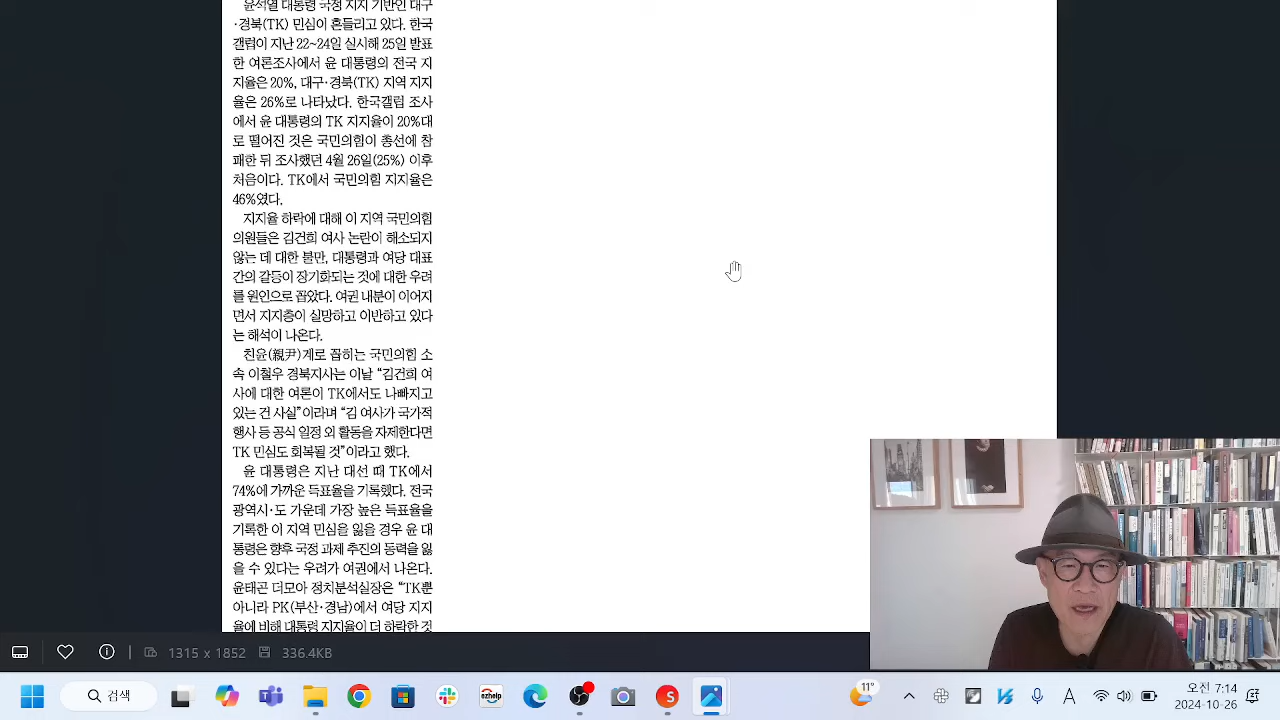 윤석열 대통령 국정 지지 기반인 대구
·경북(TK) 민심이 흔들리고 있다. 한국
갤럽이 지난 22~24일 실시해 25일 발표
한 여론조사에서 윤 대통령의 전국 지
지율은 20%, 대구·경북(TK) 지역 지지
율은 26%로 나타났다. 한국갤럽 조사
에서 윤 대통령의 TK 지지율이 20%대
로 떨어진 것은 국민의힘이 총선에 참
패한 뒤 조사했던 4월 26일(25%) 이후
처음이다. TK에서 국민의힘 지지율은
46%였다.
지지율 하락에 대해 이 지역 국민의힘
의원들은 김건희 여사 논란이 해소되지
않는 데 대한 불만, 대통령과 여당 대표
간의 갈등이 장기화되는 것에 대한 우려
를 원인으로 꼽았다. 여권 내분이 이어지
면서 지지층이 실망하고 이반하고 있다
는 해석이 나온다.
친윤(親尹)계로 꼽히는 국민의힘 소
속 이철우 경북지사는 이날 “김건희 여
사에 대한 여론이 TK에서도 나빠지고
있는 건 사실”이라며 “김 여사가 국가적
행사 등 공식 일정 외 활동을 자제한다면
TK 민심도 회복될 것”이라고 했다.
윤 대통령은 지난 대선 때 TK에서
74%에 가까운 득표율을 기록했다. 전국
광역시·도 가운데 가장 높은 득표율을
기록한 이 지역 민심을 잃을 경우 윤 대
통령은 향후 국정 과제 추진의 동력을 잃
을 수 있다는 우려가 여권에서 나온다.
윤태곤 더모아 정치분석실장은 “TK뿐
아니라 PK(부산·경남)에서 여당 지지
율에 비해 대통령 지지율이 더 하락한 것
1315 x 1852 336.4KB
검색
ezhelp
S
11°
A
오전 7:14
2024-10-26